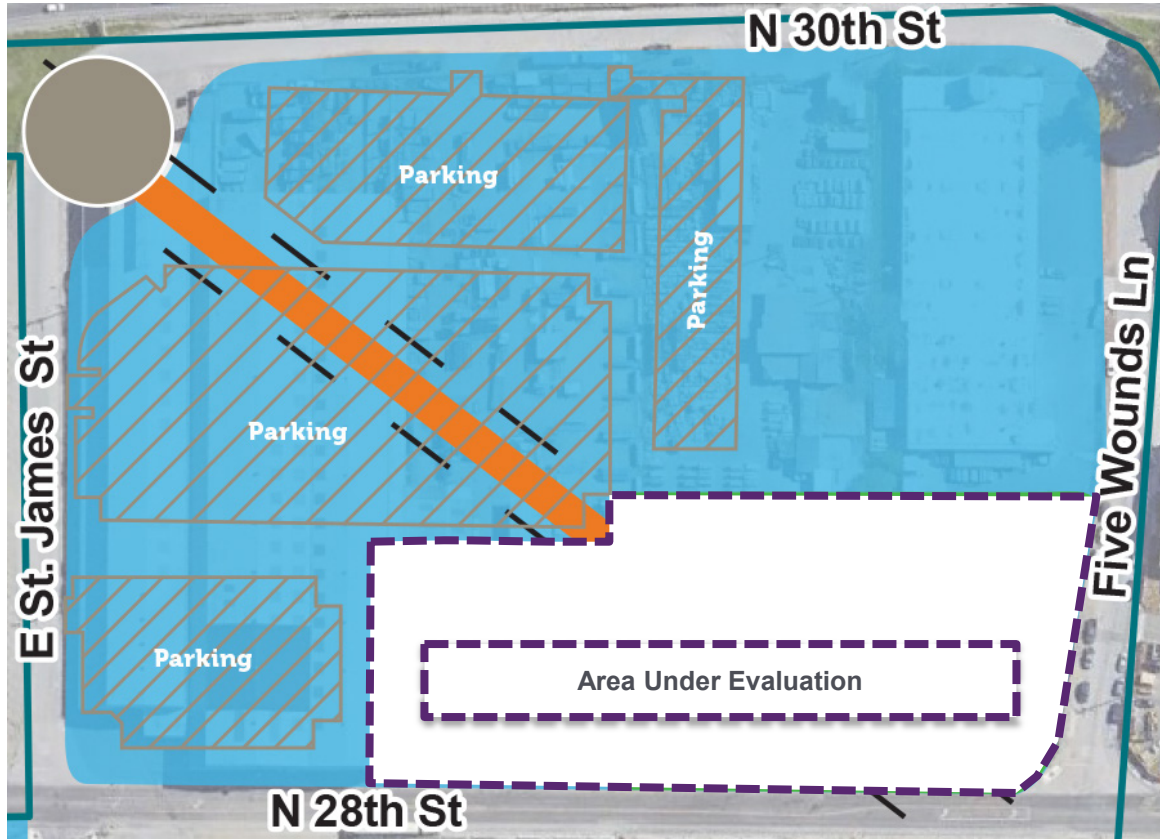 N 30th St
Parking
Parking
Parking
Parking
Area Under Evaluation
E St. James St
Five Wounds Ln
N 28th St